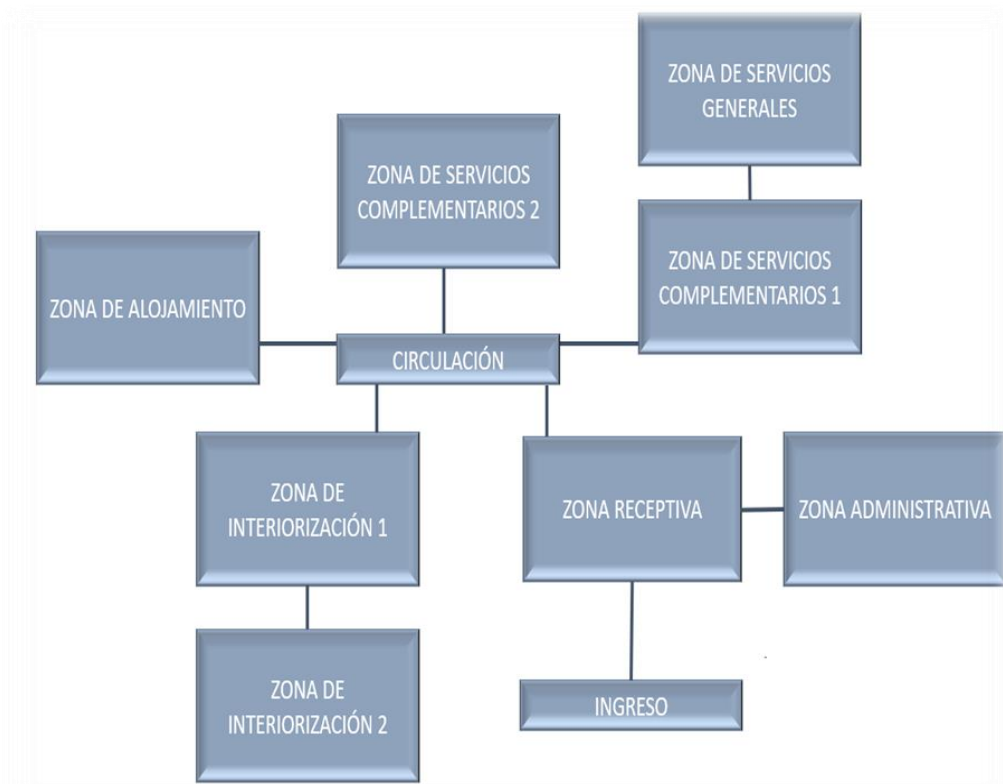 ZONA DE SERVICIOS
GENERALES
ZONA DE SERVICIOS
COMPLEMENTARIOS 2
ZONA DE SERVICIOS
COMPLEMENTARIOS 1
ZONA DE ALOJAMIENTO
CIRCULACIÓN
ZONA DE
INTERIORIZACIÓN 1
ZONA RECEPTIVA
ZONA ADMINISTRATIVA
ZONA DE
INTERIORIZACIÓN 2
INGRESO